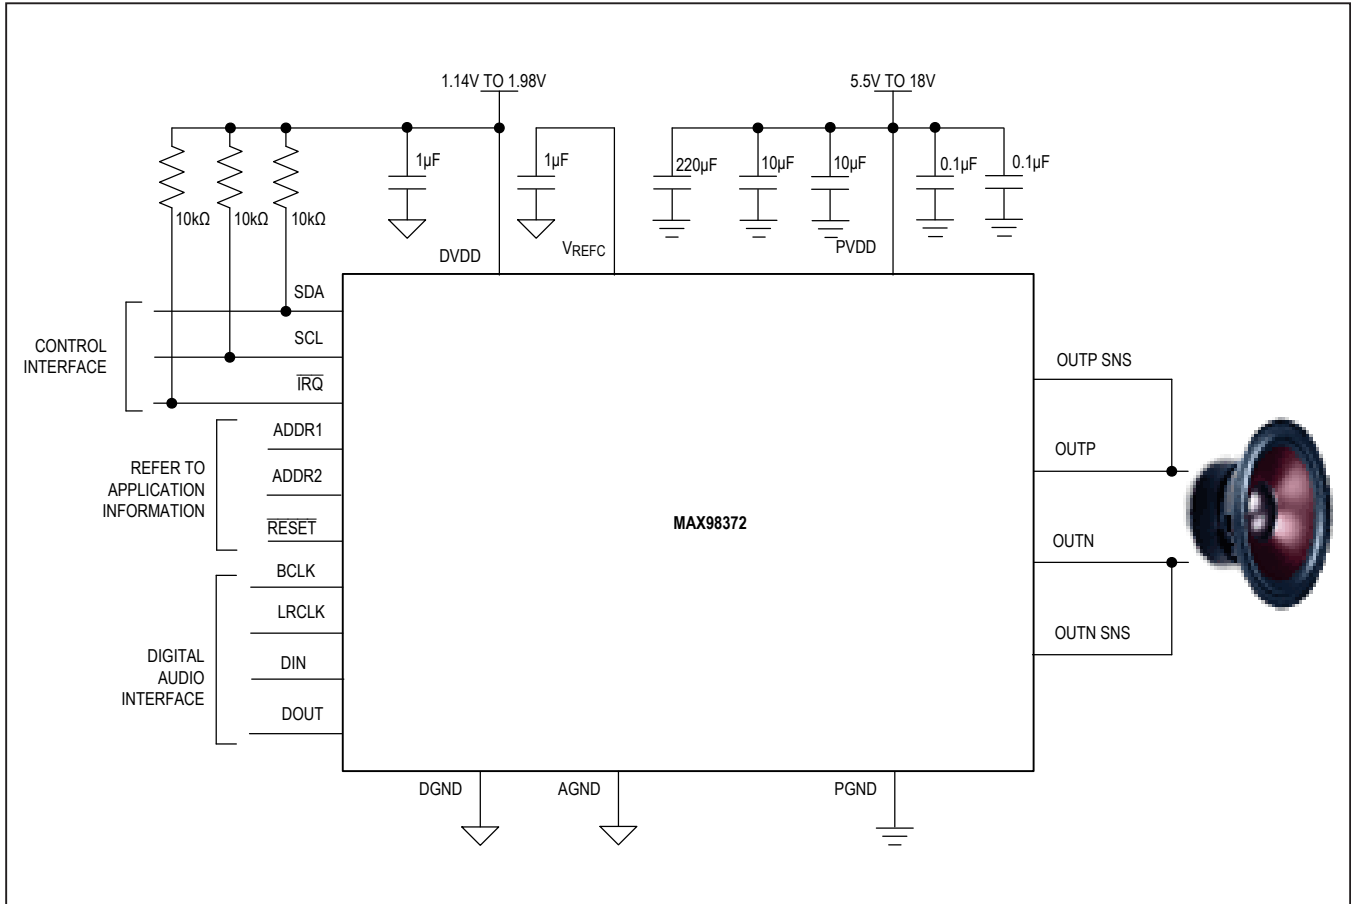 1.14V TO 1.98V
5.5V TO 18V
1µF
1µF
220µF
10µF
10µF
0.1µF
0.1µF
10kΩ
10kΩ
10kΩ
DVDD
VREFC
PVDD
SDA
SCL
IRQ
CONTROL
INTERFACE
ADDR1
ADDR2
RESET
REFER TO
APPLICATION
INFORMATION
BCLK
LRCLK
DIN
DOUT
DIGITAL
AUDIO
INTERFACE
MAX98372
OUTP SNS
OUTP
OUTN
OUTN SNS
DGND
AGND
PGND